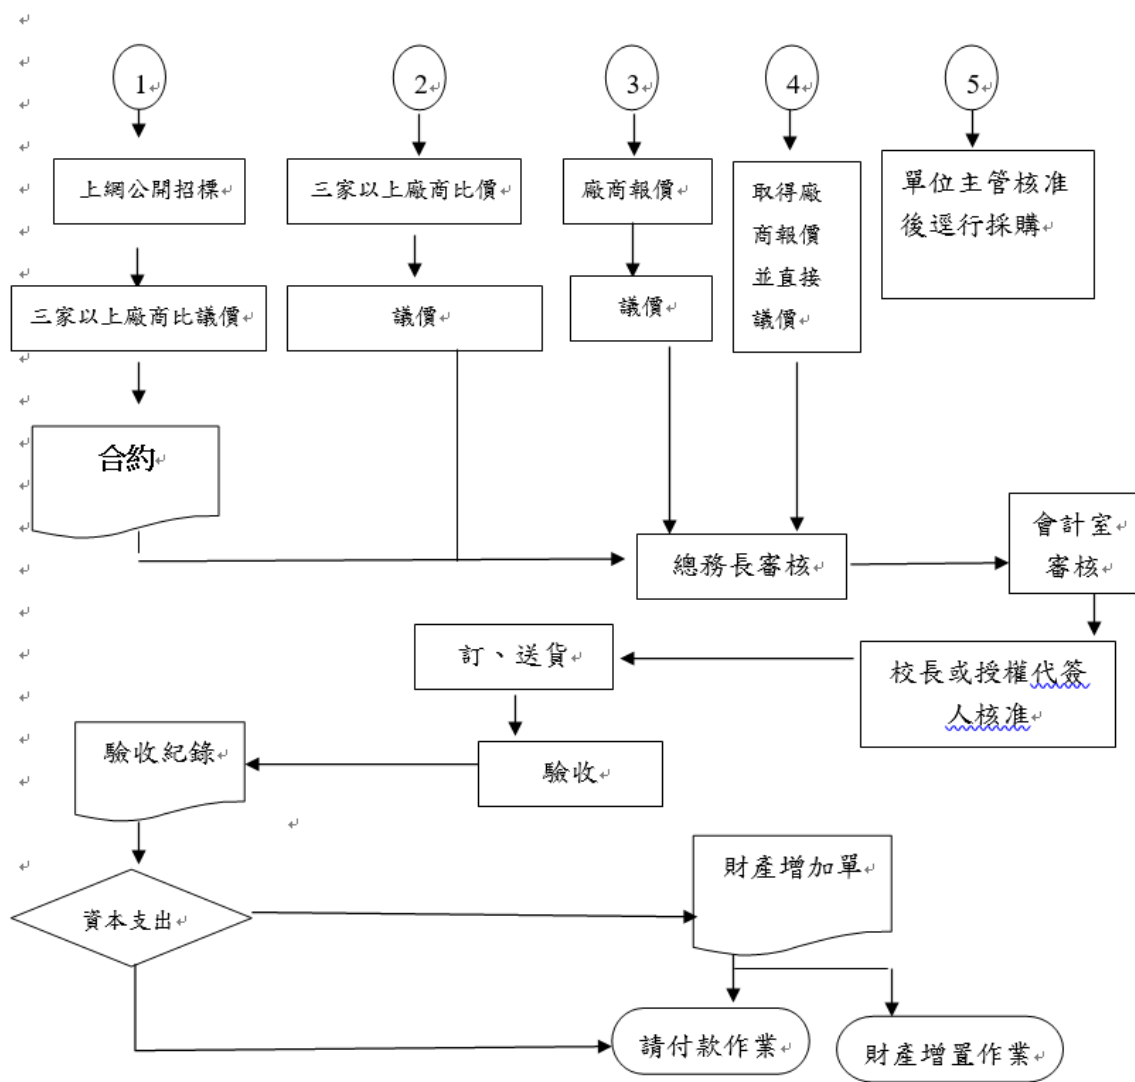 1
2
3
4
5
上網公開招標
三家以上廠商比價
廠商報價
取得廠
商報價
並直接
議價
單位主管核准
後逕行採購
三家以上廠商比議價
議價
議價
合約
總務長審核
會計室
審核
訂、送貨
校長或授權代簽
人核准
驗收紀錄
驗收
資本支出
財產增加單
請付款作業
財產增置作業